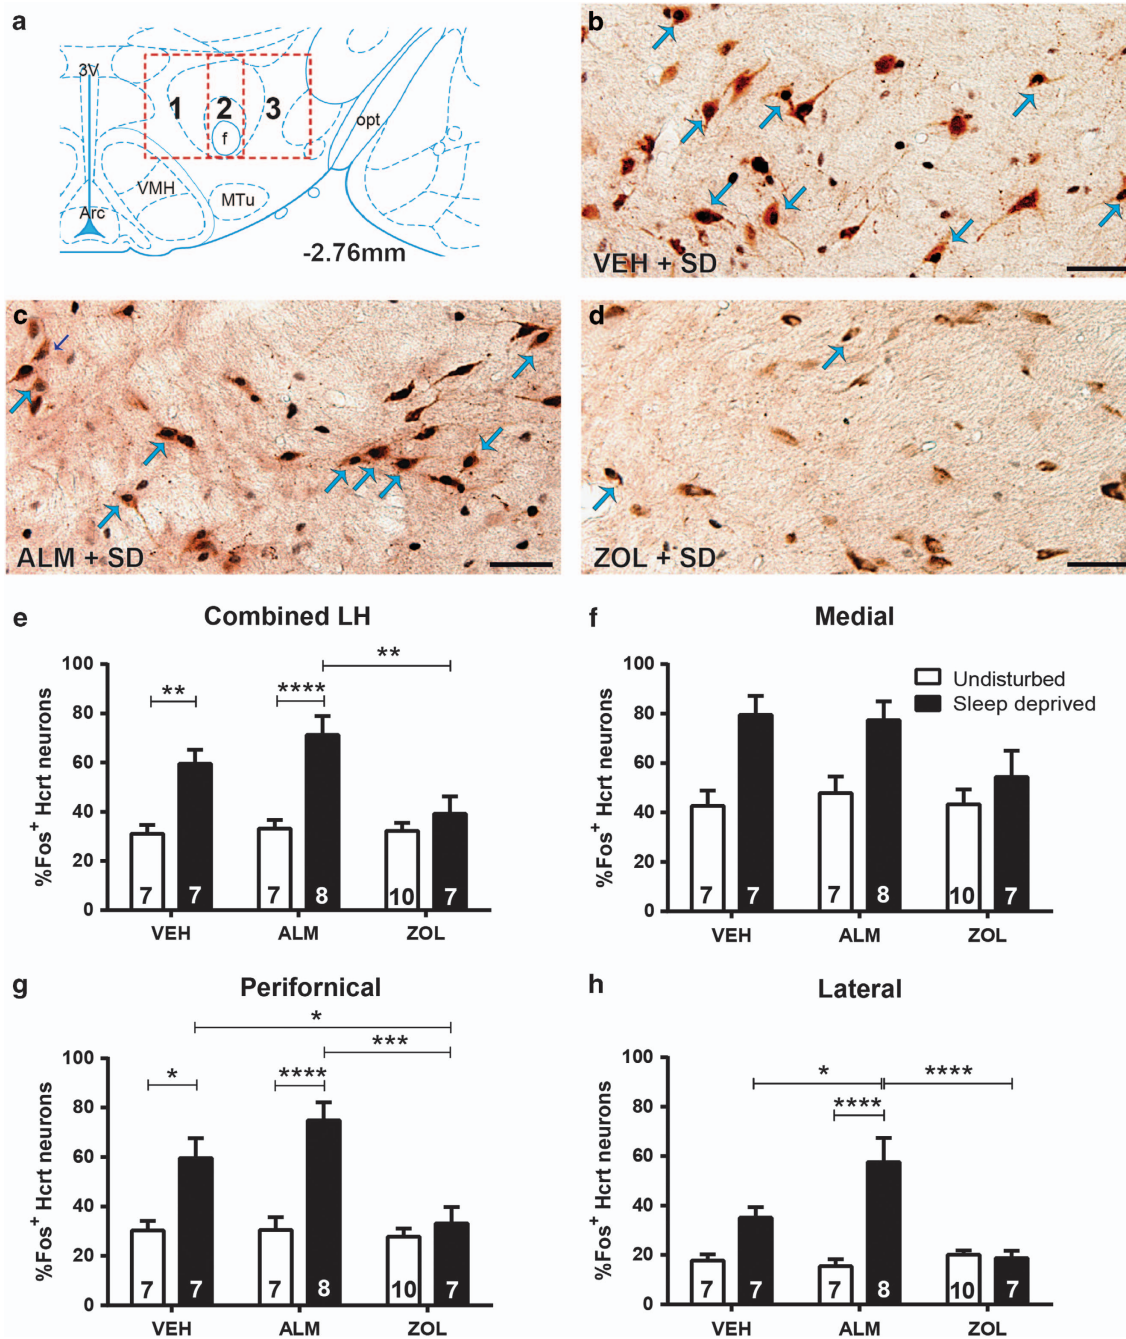 a
3V
1
2
3
f
opt
VMH
MTu
Arc
-2.76mm
b
VEH + SD
c
ALM + SD
d
ZOL + SD
e
Combined LH
%Fos+ Hcrt neurons
100
80
60
40
20
0
**
****
**
7
7
7
8
10
7
VEH
ALM
ZOL
f
Medial
Undisturbed
Sleep deprived
%Fos+ Hcrt neurons
100
80
60
40
20
0
7
7
7
8
10
7
VEH
ALM
ZOL
g
Perifornical
%Fos+ Hcrt neurons
100
80
60
40
20
0
*
***
*
****
7
7
7
8
10
7
VEH
ALM
ZOL
h
Lateral
%Fos+ Hcrt neurons
100
80
60
40
20
0
*
****
****
7
7
7
8
10
7
VEH
ALM
ZOL